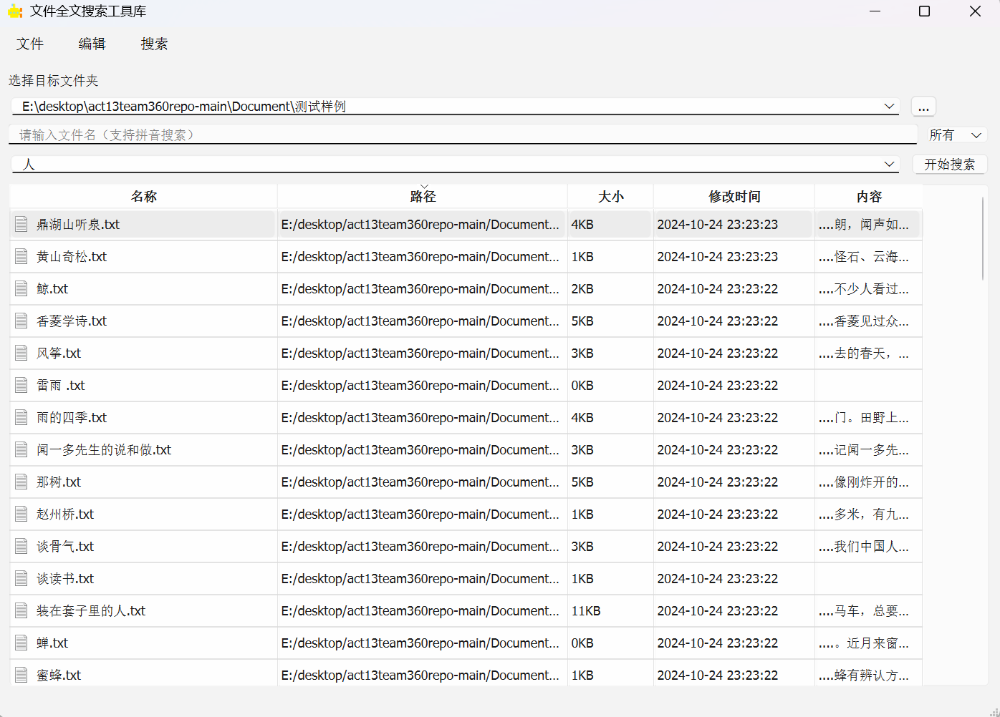 文件全文搜索工具库
文件 编辑 搜索
选择目标文件夹
E:\desktop\act13team360repo-main\Document\测试样例 ...
请输入文件名（支持拼音搜索） 所有
人 开始搜索
名称 路径 大小 修改时间 内容
鼎湖山听泉.txt E:/desktop/act13team360repo-main/Document... 4KB 2024-10-24 23:23:23 ....朗，闻声如...
黄山奇松.txt E:/desktop/act13team360repo-main/Document... 1KB 2024-10-24 23:23:23 ....怪石、云海...
鲸.txt E:/desktop/act13team360repo-main/Document... 2KB 2024-10-24 23:23:22 ....不少人看过...
香菱学诗.txt E:/desktop/act13team360repo-main/Document... 5KB 2024-10-24 23:23:22 ....香菱见过众...
风筝.txt E:/desktop/act13team360repo-main/Document... 3KB 2024-10-24 23:23:22 ....去的春天，...
雷雨 .txt E:/desktop/act13team360repo-main/Document... 0KB 2024-10-24 23:23:22
雨的四季.txt E:/desktop/act13team360repo-main/Document... 4KB 2024-10-24 23:23:22 ....门。田野上...
闻一多先生的说和做.txt E:/desktop/act13team360repo-main/Document... 3KB 2024-10-24 23:23:22 ....记闻一多先...
那树.txt E:/desktop/act13team360repo-main/Document... 5KB 2024-10-24 23:23:22 ....像刚炸开的...
赵州桥.txt E:/desktop/act13team360repo-main/Document... 1KB 2024-10-24 23:23:22 ....多米，有九...
谈骨气.txt E:/desktop/act13team360repo-main/Document... 3KB 2024-10-24 23:23:22 ....我们中国人...
谈读书.txt E:/desktop/act13team360repo-main/Document... 1KB 2024-10-24 23:23:22
装在套子里的人.txt E:/desktop/act13team360repo-main/Document... 11KB 2024-10-24 23:23:22 ....马车，总要...
蝉.txt E:/desktop/act13team360repo-main/Document... 0KB 2024-10-24 23:23:22 ....。近月来窗...
蜜蜂.txt E:/desktop/act13team360repo-main/Document... 1KB 2024-10-24 23:23:22 ....蜂有辨认方...